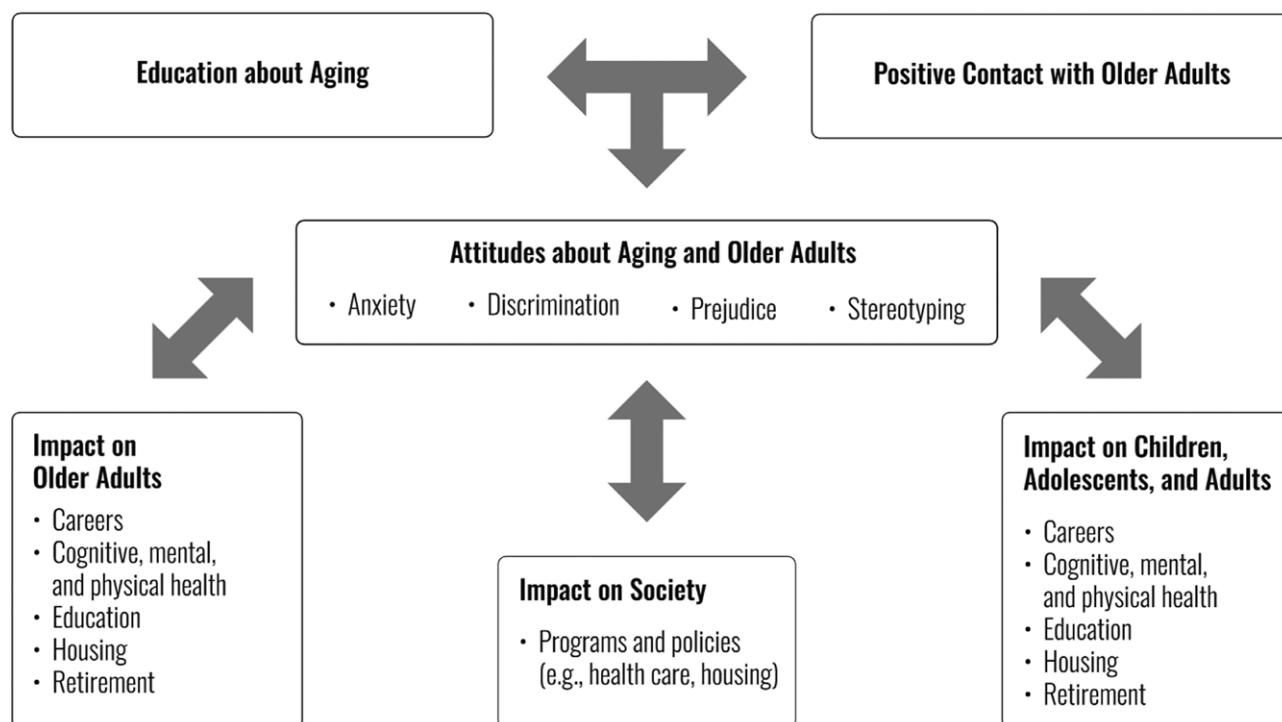 Education about Aging
Positive Contact with Older Adults
Attitudes about Aging and Older Adults
• Anxiety • Discrimination • Prejudice • Stereotyping
Impact on
Older Adults
• Careers
• Cognitive, mental,
and physical health
• Education
• Housing
• Retirement
Impact on Society
• Programs and policies
(e.g., health care, housing)
Impact on Children,
Adolescents, and Adults
• Careers
• Cognitive, mental,
and physical health
• Education
• Housing
• Retirement